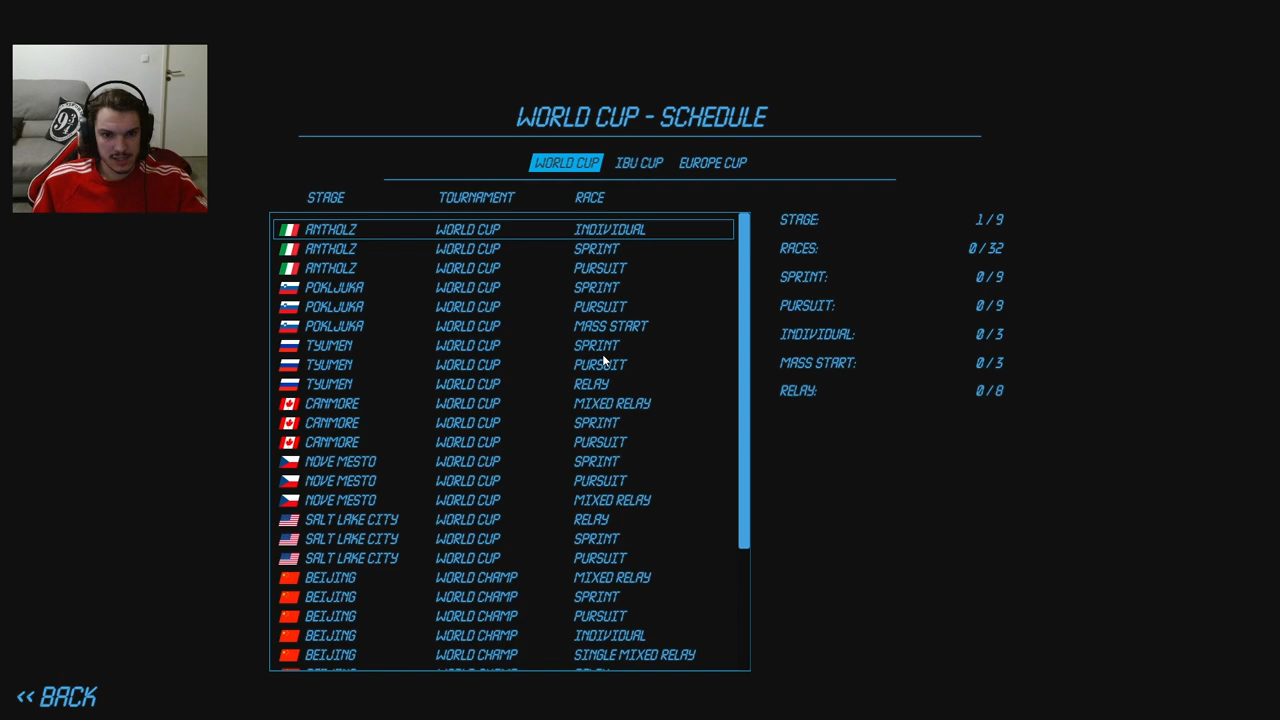 WORLD CUP - SCHEDULE
WORLD CUP IBU CUP EUROPE CUP
STAGE TOURNAMENT RACE
ANTHOLZ WORLD CUP INDIVIDUAL
ANTHOLZ WORLD CUP SPRINT
ANTHOLZ WORLD CUP PURSUIT
POKLJUKA WORLD CUP SPRINT
POKLJUKA WORLD CUP PURSUIT
POKLJUKA WORLD CUP MASS START
TYUMEN WORLD CUP SPRINT
TYUMEN WORLD CUP PURSUIT
TYUMEN WORLD CUP RELAY
CANMORE WORLD CUP MIXED RELAY
CANMORE WORLD CUP SPRINT
CANMORE WORLD CUP PURSUIT
NOVE MESTO WORLD CUP SPRINT
NOVE MESTO WORLD CUP PURSUIT
NOVE MESTO WORLD CUP MIXED RELAY
SALT LAKE CITY WORLD CUP RELAY
SALT LAKE CITY WORLD CUP SPRINT
SALT LAKE CITY WORLD CUP PURSUIT
BEIJING WORLD CHAMP MIXED RELAY
BEIJING WORLD CHAMP SPRINT
BEIJING WORLD CHAMP PURSUIT
BEIJING WORLD CHAMP INDIVIDUAL
BEIJING WORLD CHAMP SINGLE MIXED RELAY
STAGE: 1/9
RACES: 0/32
SPRINT: 0/9
PURSUIT: 0/9
INDIVIDUAL: 0/3
MASS START: 0/3
RELAY: 0/8
<< BACK
9 3/4